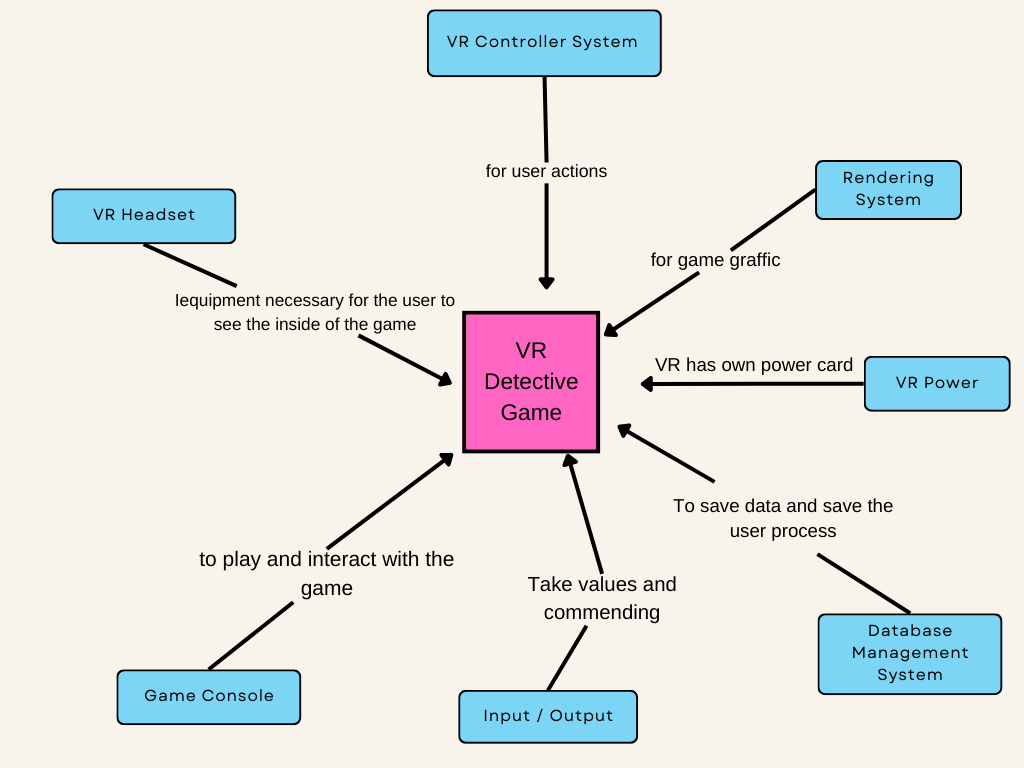 VR Controller System
for user actions
Rendering
System
VR Headset
for game graffic
Iequipment necessary for the user to
see the inside of the game
VR
Detective
Game
VR has own power card
VR Power
To save data and save the
user process
to play and interact with the
game
Take values and
commending
Database
Management
System
Game Console
Input / Output